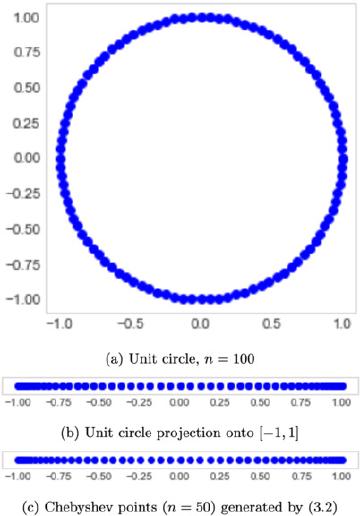 1.00
0.75
0.50
0.25
0.00
−0.25
−0.50
−0.75
−1.00
−1.0 −0.5 0.0 0.5 1.0
(a) Unit circle, n = 100
−1.00 −0.75 −0.50 −0.25 0.00 0.25 0.50 0.75 1.00
(b) Unit circle projection onto [−1, 1]
−1.00 −0.75 −0.50 −0.25 0.00 0.25 0.50 0.75 1.00
(c) Chebyshev points (n = 50) generated by (3.2)